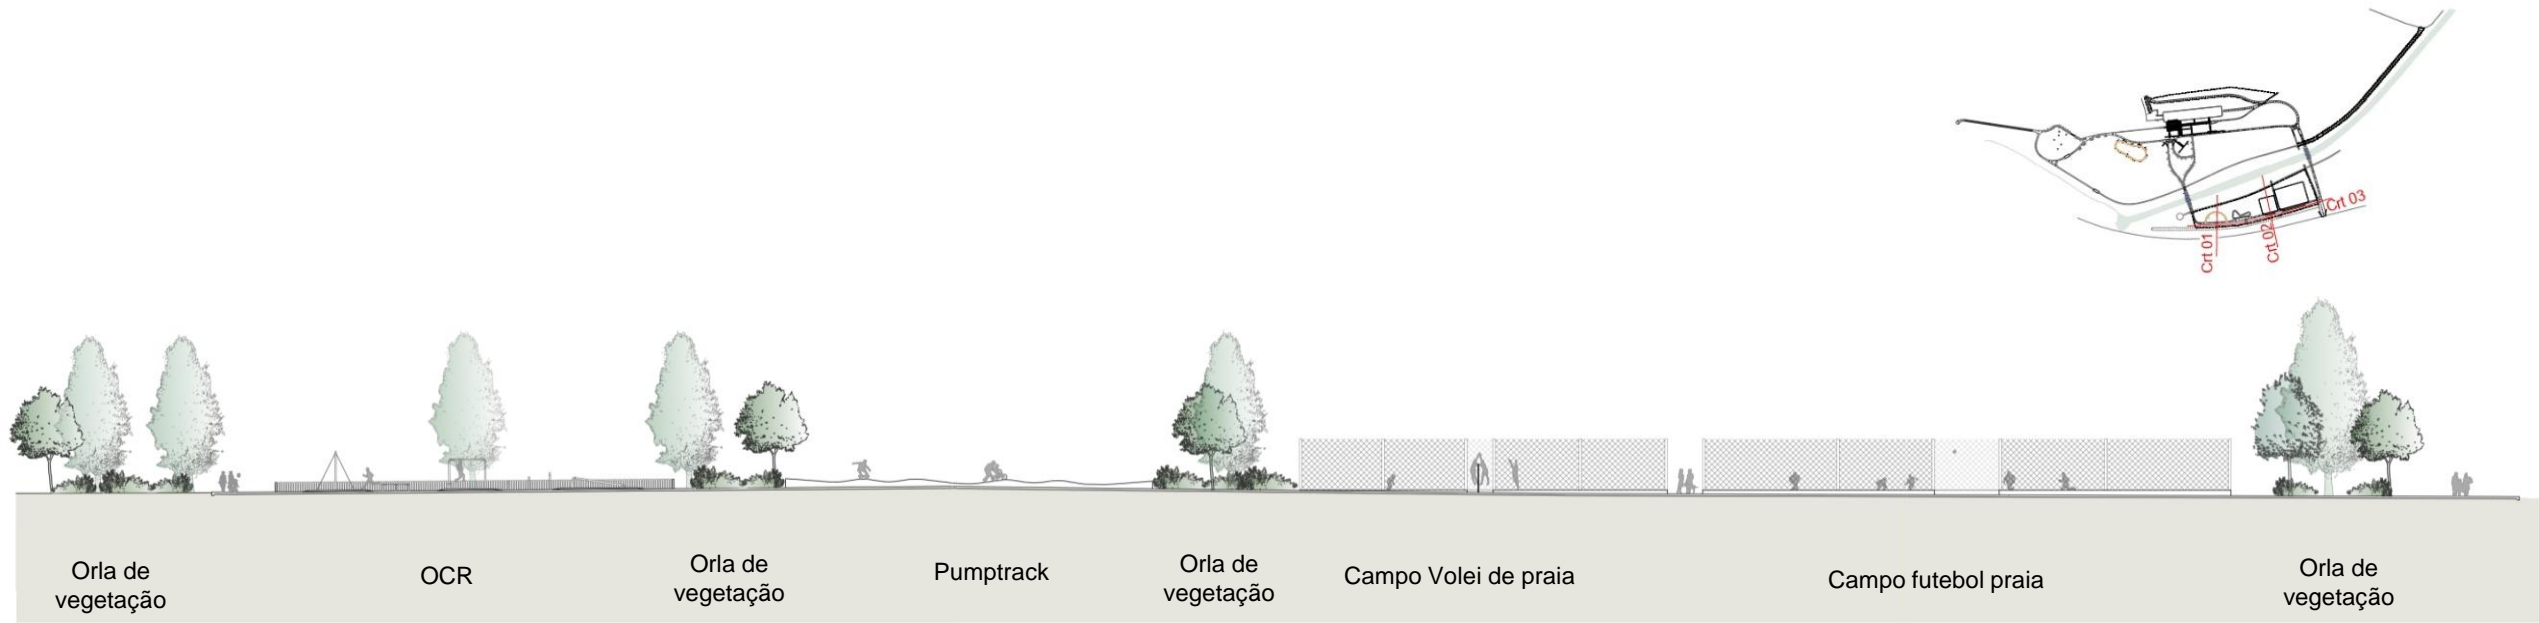 Crt 03
Crt 01
Crt 02
Orla de
vegetação
OCR
Orla de
vegetação
Pumptrack
Orla de
vegetação
Campo Volei de praia
Campo futebol praia
Orla de
vegetação